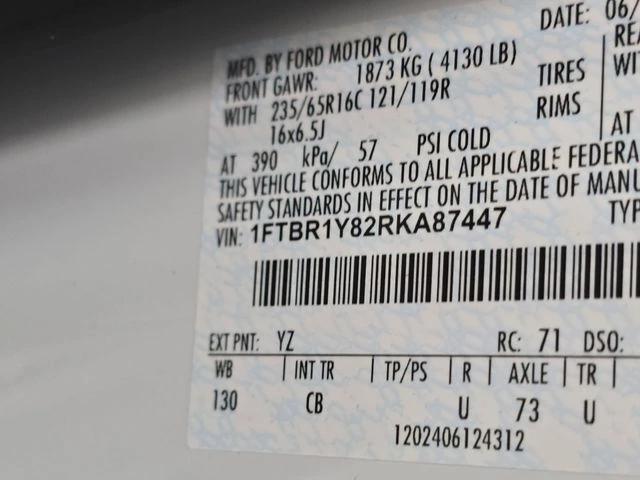 DATE: 06/
MFD. BY FORD MOTOR CO.
FRONT GAWR: 1873 KG ( 4130 LB)
WITH 235/65R16C 121/119R TIRES WIT
16x6.5J RIMS
AT 390 kPa/ 57 PSI COLD AT
THIS VEHICLE CONFORMS TO ALL APPLICABLE FEDERA
SAFETY STANDARDS IN EFFECT ON THE DATE OF MANU
VIN: 1FTBR1Y82RKA87447 TYP
EXT PNT: YZ RC: 71 DSO:
WB | INT TR | TP/PS | R | AXLE | TR
130 CB U 73 U
1202406124312